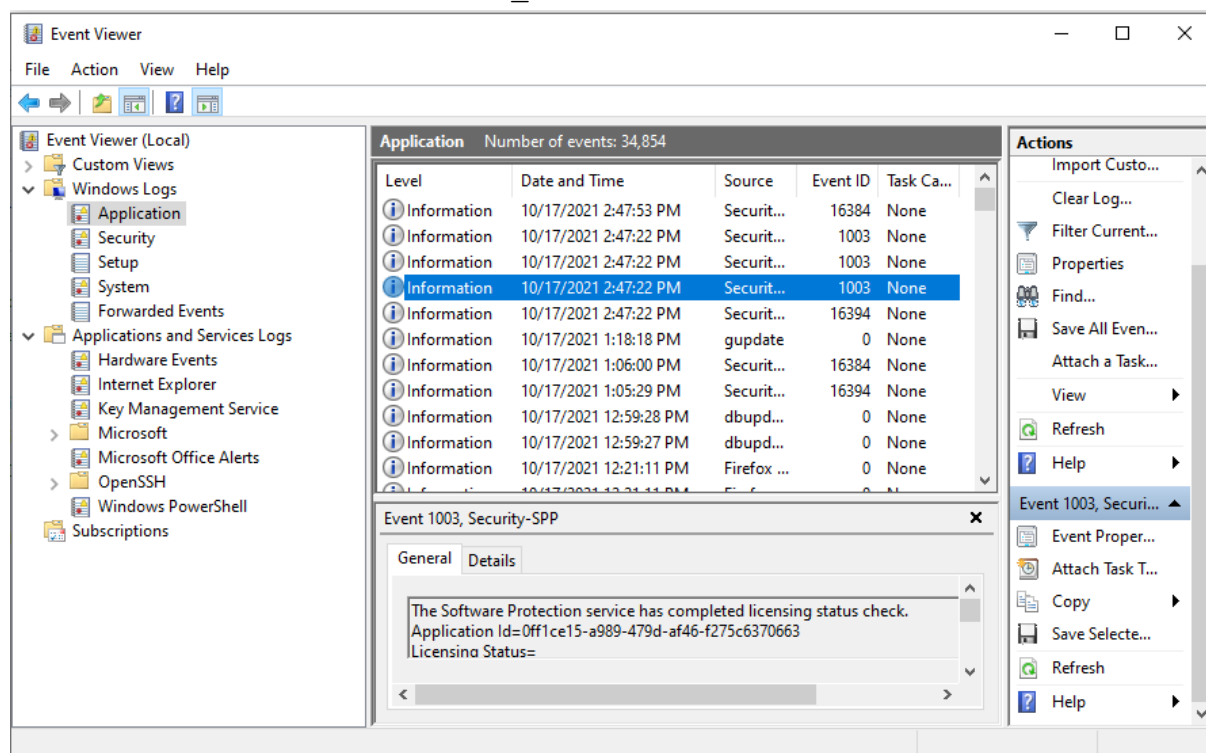 Event Viewer
File Action View Help
Event Viewer (Local)
Custom Views
Windows Logs
Application
Security
Setup
System
Forwarded Events
Applications and Services Logs
Hardware Events
Internet Explorer
Key Management Service
Microsoft
Microsoft Office Alerts
OpenSSH
Windows PowerShell
Subscriptions
Application Number of events: 34,854
Level Date and Time Source Event ID Task Ca...
Information 10/17/2021 2:47:53 PM Securit... 16384 None
Information 10/17/2021 2:47:22 PM Securit... 1003 None
Information 10/17/2021 2:47:22 PM Securit... 1003 None
Information 10/17/2021 2:47:22 PM Securit... 1003 None
Information 10/17/2021 2:47:22 PM Securit... 16394 None
Information 10/17/2021 1:18:18 PM gupdate 0 None
Information 10/17/2021 1:06:00 PM Securit... 16384 None
Information 10/17/2021 1:05:29 PM Securit... 16394 None
Information 10/17/2021 12:59:28 PM dbupd... 0 None
Information 10/17/2021 12:59:27 PM dbupd... 0 None
Information 10/17/2021 12:21:11 PM Firefox ... 0 None
Event 1003, Security-SPP
General Details
The Software Protection service has completed licensing status check.
Application Id=0ff1ce15-a989-479d-af46-f275c6370663
Licensing Status=
Actions
Import Custo...
Clear Log...
Filter Current...
Properties
Find...
Save All Even...
Attach a Task...
View
Refresh
Help
Event 1003, Securi...
Event Proper...
Attach Task T...
Copy
Save Selecte...
Refresh
Help